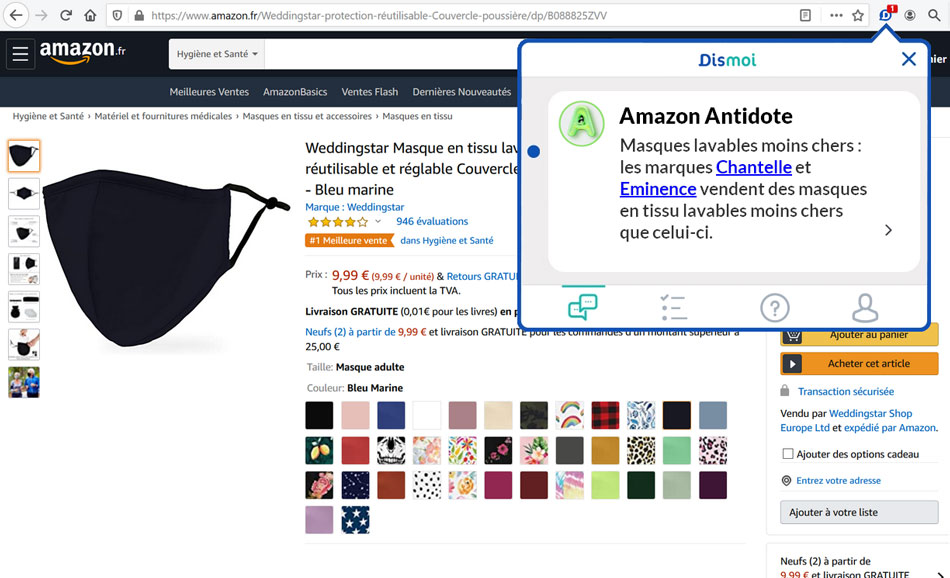 https://www.amazon.fr/Weddingstar-protection-réutilisable-Couvercle-poussière/dp/B088825ZVV
1
amazon.fr
Hygiène et Santé
Meilleures Ventes AmazonBasics Ventes Flash Dernières Nouveautés
Hygiène et Santé › Matériel et fournitures médicales › Masques en tissu et accessoires › Masques en tissu
Dismoi
Amazon Antidote
Masques lavables moins chers :
les marques Chantelle et
Eminence vendent des masques
en tissu lavables moins chers
que celui-ci.
Weddingstar Masque en tissu
réutilisable et réglable Couvercle
- Bleu marine
Marque : Weddingstar
946 évaluations
#1 Meilleure vente dans Hygiène et Santé
Prix : 9,99 € (9,99 € / unité) & Retours
Tous les prix incluent la TVA.
Livraison GRATUITE (0,01€ pour les livres) en
Neufs (2) à partir de 9,99 € et livraison GRATUITE pour les commandes d'un montant supérieur à
25,00 €
Taille: Masque adulte
Couleur: Bleu Marine
Ajouter au panier
Acheter cet article
Transaction sécurisée
Vendu par Weddingstar Shop
Europe Ltd et expédié par Amazon.
Ajouter des options cadeau
Entrez votre adresse
Ajouter à votre liste
Neufs (2) à partir de
9,99 € et livraison GRATUITE